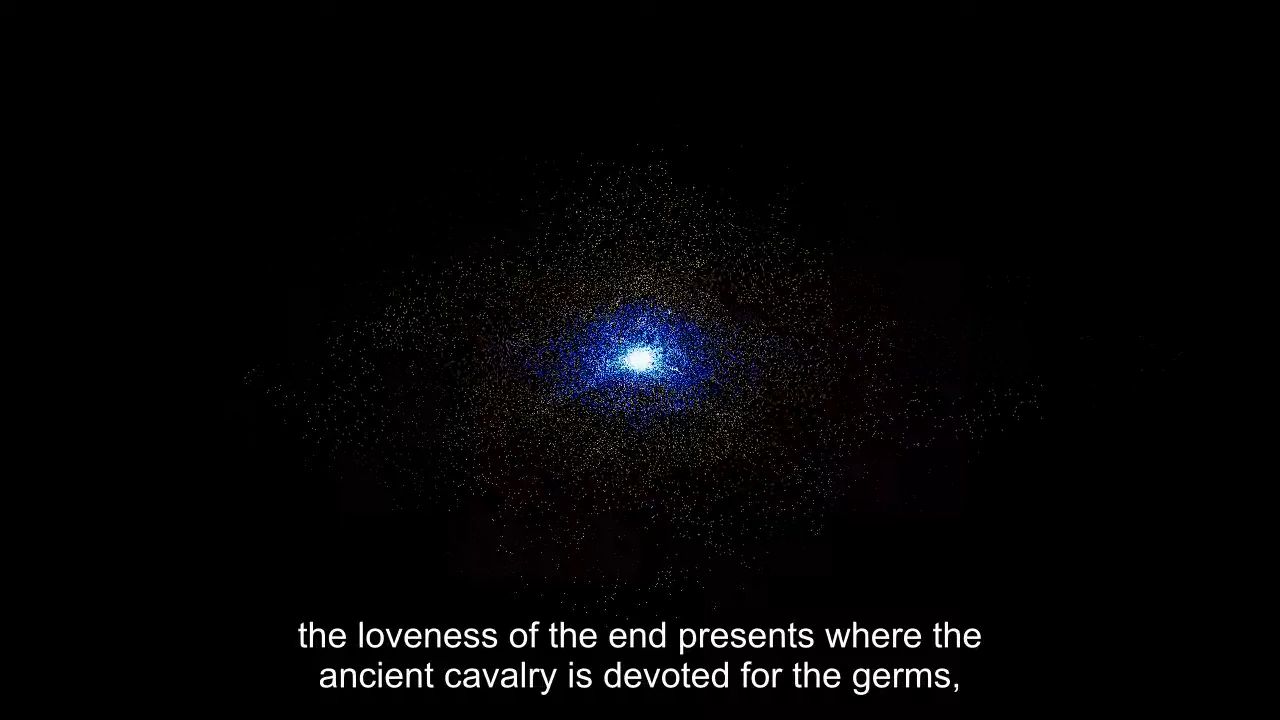 the loveness of the end presents where the
ancient cavalry is devoted for the germs,